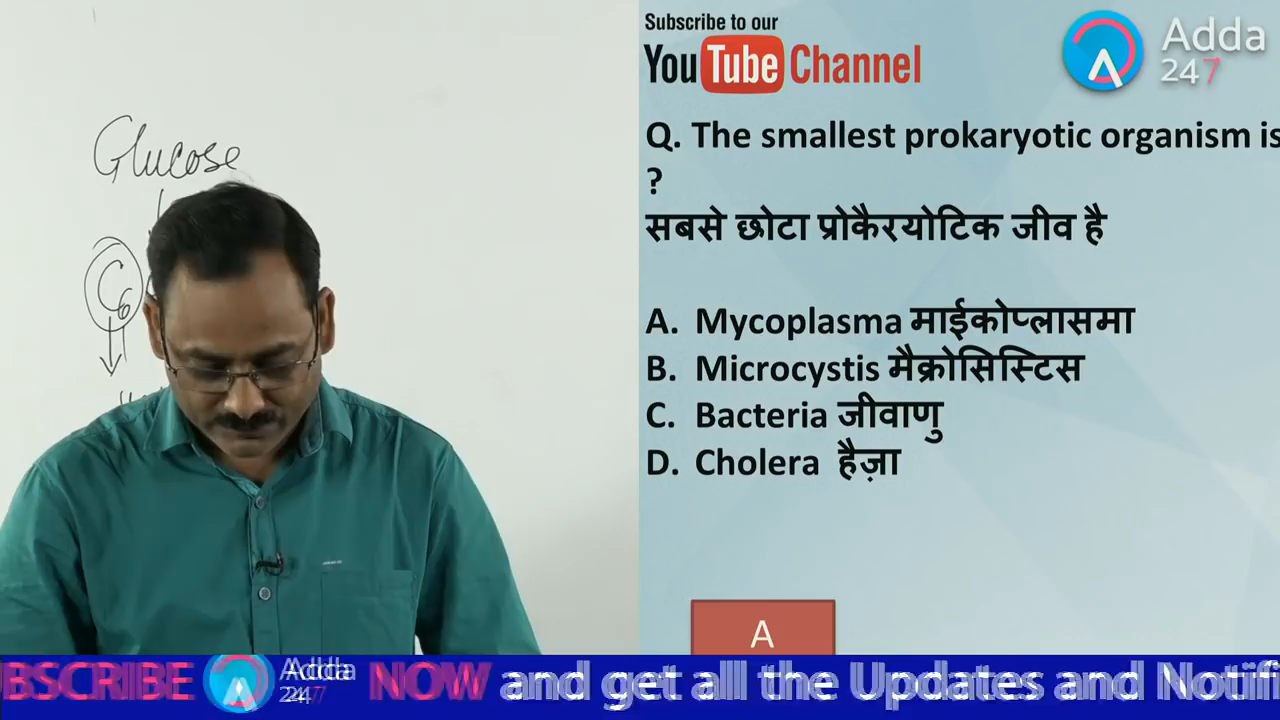 Glucose
C6
Subscribe to our
YouTube Channel
Adda
247
Q. The smallest prokaryotic organism is
?
सबसे छोटा प्रोकैरयोटिक जीव है
A. Mycoplasma माईकोप्लासमा
B. Microcystis मैक्रोसिस्टिस
C. Bacteria जीवाणु
D. Cholera हैज़ा
A
BSCRIBE Adda 247 NOW and get all the Updates and Notifi